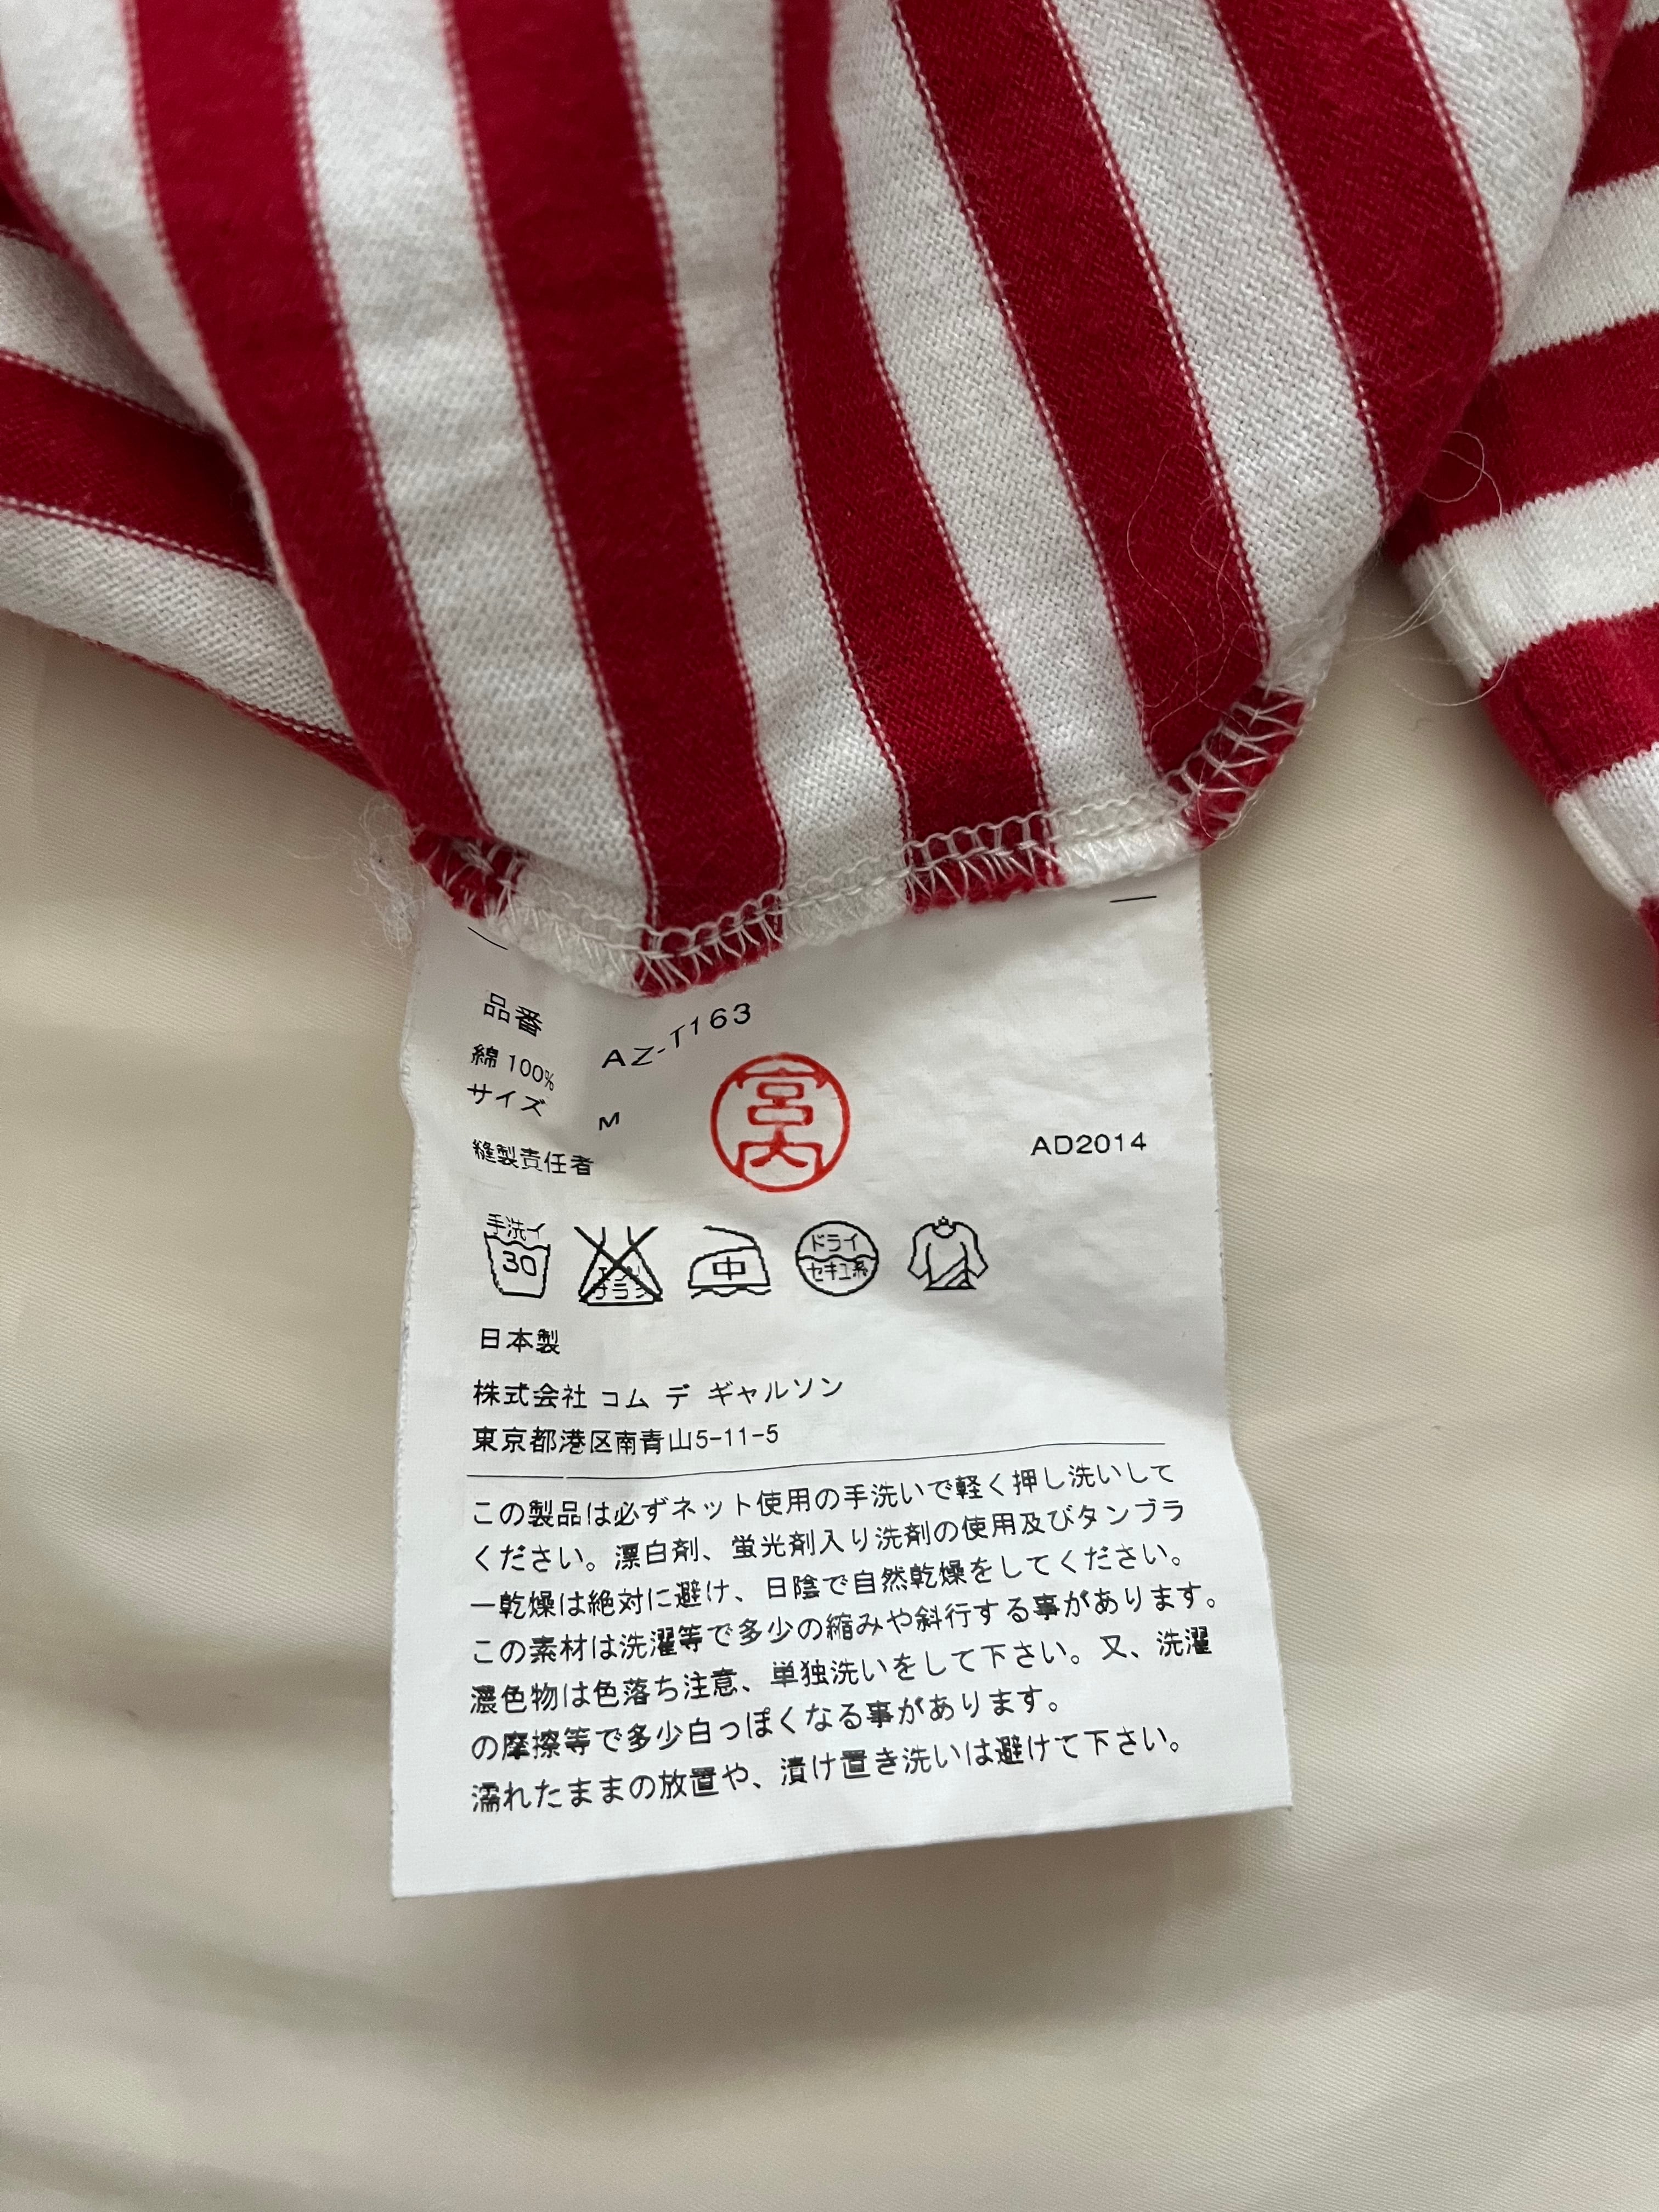 品番 AZ-T163
綿 100%
サイズ M
縫製責任者 宮内 AD2014
手洗イ 30 エンソ サラシ 中 ドライ セキユ系
日本製
株式会社 コム デ ギャルソン
東京都港区南青山5-11-5
この製品は必ずネット使用の手洗いで軽く押し洗いして
ください。漂白剤、蛍光剤入り洗剤の使用及びタンブラ
ー乾燥は絶対に避け、日陰で自然乾燥をしてください。
この素材は洗濯等で多少の縮みや斜行する事があります。
濃色物は色落ち注意、単独洗いをして下さい。又、洗濯
の摩擦等で多少白っぽくなる事があります。
濡れたままの放置や、漬け置き洗いは避けて下さい。